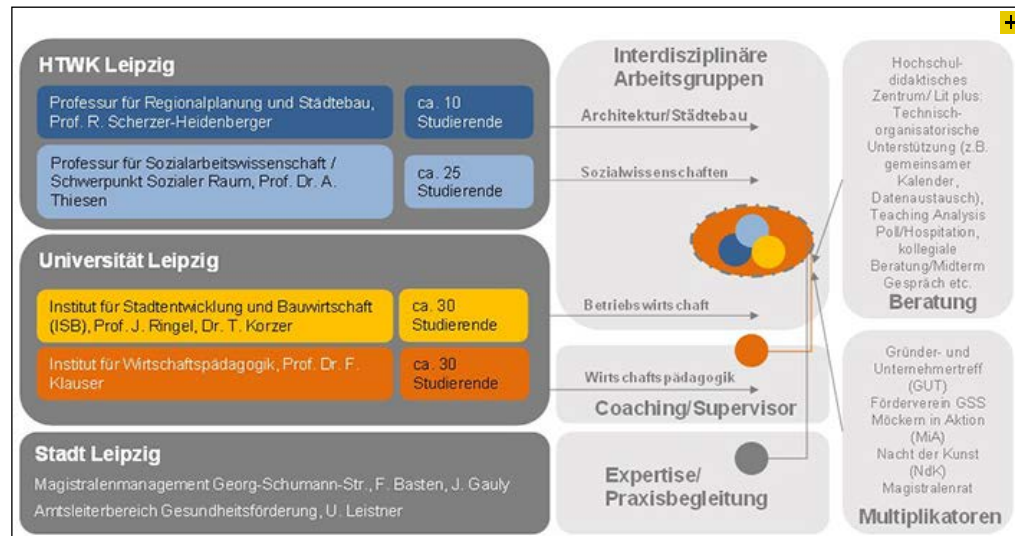 HTWK Leipzig
Professur für Regionalplanung und Städtebau,
Prof. R. Scherzer-Heidenberger
ca. 10
Studierende
Professur für Sozialarbeitswissenschaft /
Schwerpunkt Sozialer Raum, Prof. Dr. A.
Thiesen
ca. 25
Studierende
Universität Leipzig
Institut für Stadtentwicklung und Bauwirtschaft
(ISB), Prof. J. Ringel, Dr. T. Korzer
ca. 30
Studierende
Institut für Wirtschaftspädagogik, Prof. Dr. F.
Klauser
ca. 30
Studierende
Stadt Leipzig
Magistralenmanagement Georg-Schumann-Str., F. Basten, J. Gauly
Amtsleiterbereich Gesundheitsförderung, U. Leistner
Interdisziplinäre
Arbeitsgruppen
Architektur/Städtebau
Sozialwissenschaften
Betriebswirtschaft
Wirtschaftspädagogik
Coaching/Supervisor
Expertise/
Praxisbegleitung
Hochschul-
didaktisches
Zentrum/ Lit plus:
Technisch-
organisatorische
Unterstützung (z.B.
gemeinsamer
Kalender,
Datenaustausch),
Teaching Analysis
Poll/Hospitation,
kollegiale
Beratung/Midterm
Gespräch etc.
Beratung
Gründer- und
Unternehmertreff
(GUT)
Förderverein GSS
Möckern in Aktion
(MiA)
Nacht der Kunst
(NdK)
Magistralenrat
Multiplikatoren
+